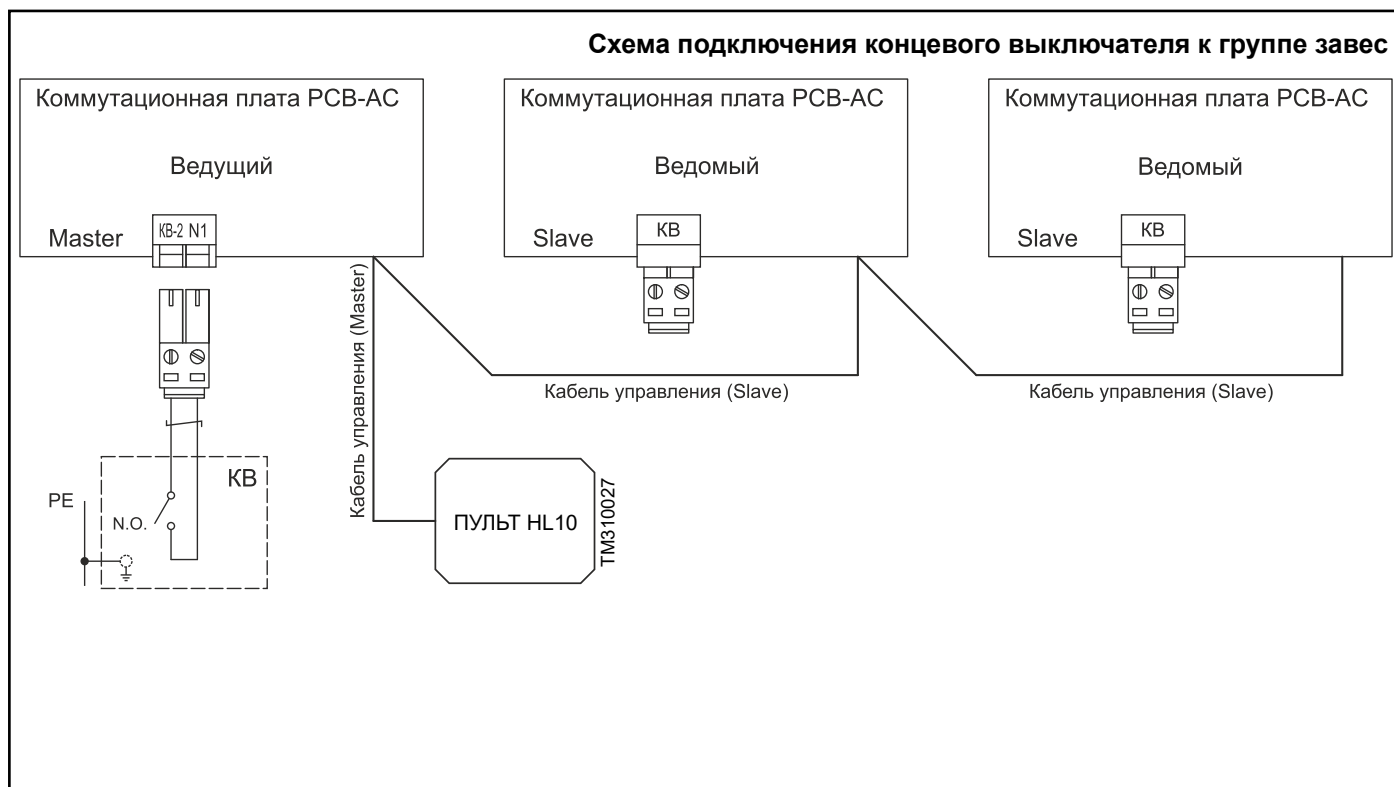 Схема подключения концевого выключателя к группе завес
Коммутационная плата PCB-AC
Ведущий
Master
КВ-2 N1
Коммутационная плата PCB-AC
Ведомый
Slave
КВ
Коммутационная плата PCB-AC
Ведомый
Slave
КВ
Кабель управления (Master)
Кабель управления (Slave)
Кабель управления (Slave)
КВ
PE
N.O.
ПУЛЬТ HL10
TM310027